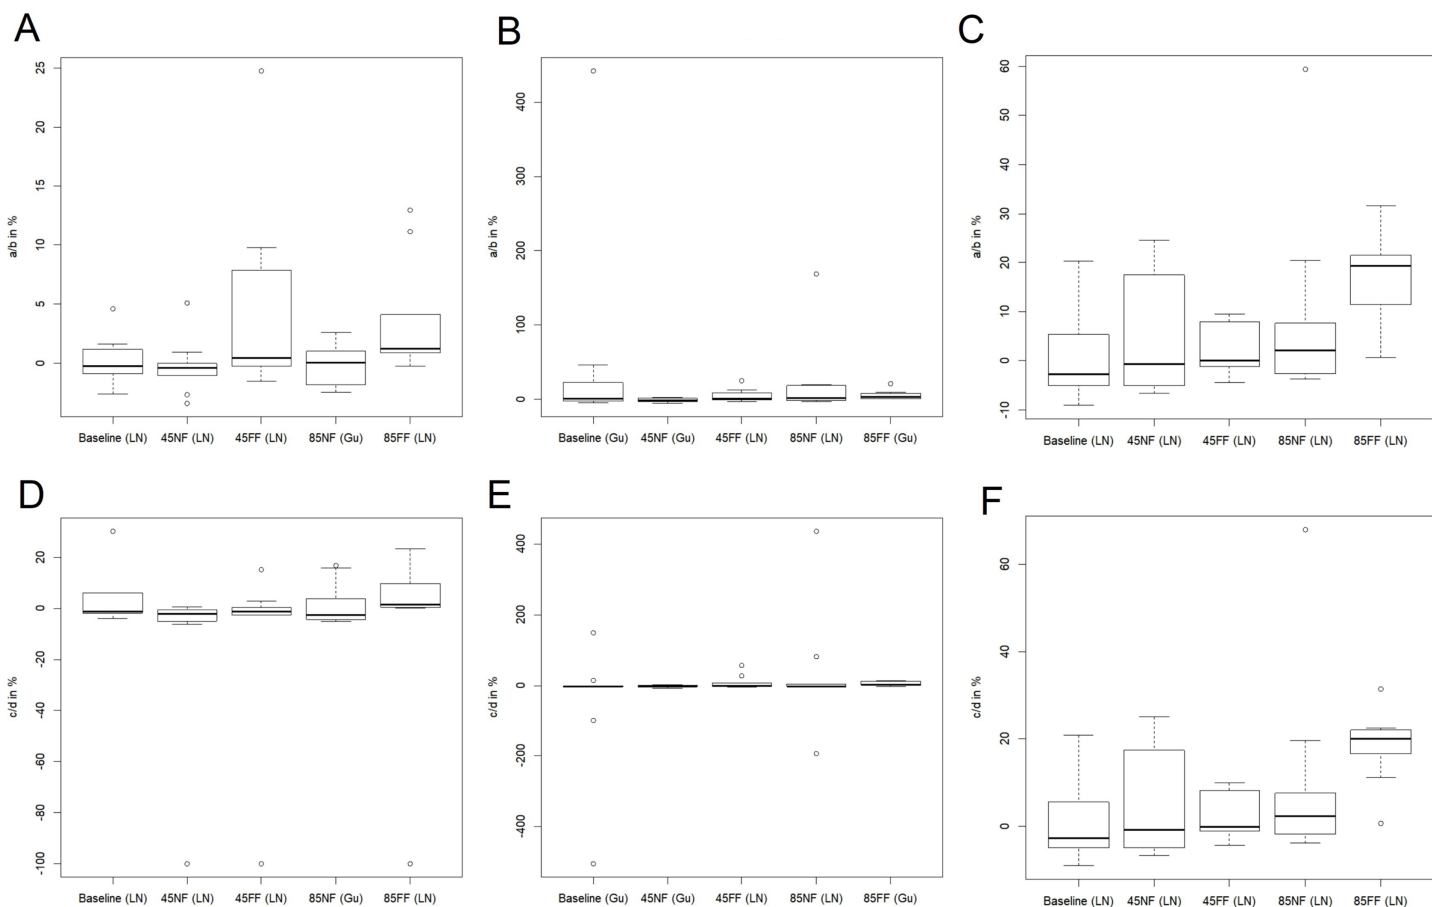 A
25
20
15
10
5
0
a/b in %
Baseline (LN) 45NF (LN) 45FF (LN) 85NF (Gu) 85FF (LN)
B
400
300
200
100
0
a/b in %
Baseline (Gu) 45NF (Gu) 45FF (LN) 85NF (LN) 85FF (Gu)
C
60
50
40
30
20
10
0
-10
a/b in %
Baseline (LN) 45NF (LN) 45FF (LN) 85NF (LN) 85FF (LN)
D
20
0
-20
-40
-60
-80
-100
c/d in %
Baseline (LN) 45NF (LN) 45FF (LN) 85NF (Gu) 85FF (LN)
E
400
200
0
-200
-400
c/d in %
Baseline (Gu) 45NF (Gu) 45FF (LN) 85NF (LN) 85FF (Gu)
F
60
40
20
0
c/d in %
Baseline (LN) 45NF (LN) 45FF (LN) 85NF (LN) 85FF (LN)